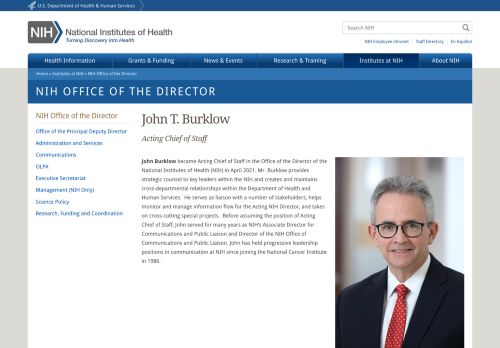 U.S. Department of Health & Human Services
NIH
National Institutes of Health
Turning Discovery Into Health
Search NIH
NIH Employee Intranet
Staff Directory
En Español
Health Information
Grants & Funding
News & Events
Research & Training
Institutes at NIH
About NIH
Home » Institutes at NIH » NIH Office of the Director
NIH OFFICE OF THE DIRECTOR
NIH Office of the Director
Office of the Principal Deputy Director
Administration and Services
Communications
OLPA
Executive Secretariat
Management (NIH Only)
Science Policy
Research, Funding and Coordination
John T. Burklow
Acting Chief of Staff
John Burklow became Acting Chief of Staff in the Office of the Director of the
National Institutes of Health (NIH) in April 2021. Mr. Burklow provides
strategic counsel to key leaders within the NIH and creates and maintains
cross-departmental relationships within the Department of Health and
Human Services. He serves as liaison with a number of stakeholders, helps
monitor and manage information flow for the Acting NIH Director, and takes
on cross-cutting special projects. Before assuming the position of Acting
Chief of Staff, John served for many years as NIH's Associate Director for
Communications and Public Liaison and Director of the NIH Office of
Communications and Public Liaison. John has held progressive leadership
positions in communication at NIH since joining the National Cancer Institute
in 1986.